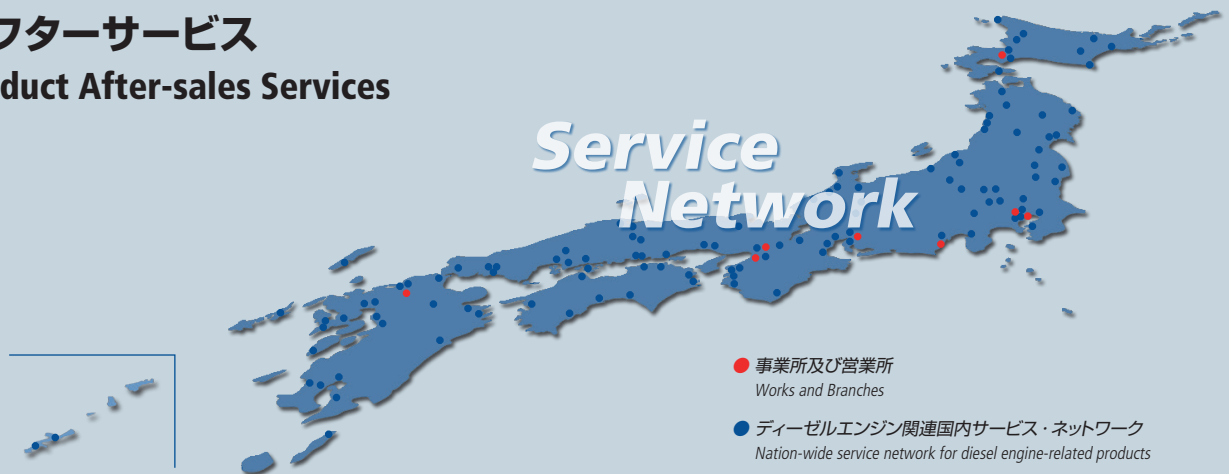 フターサービス
duct After-sales Services
Service
Network
事業所及び営業所
Works and Branches
ディーゼルエンジン関連国内サービス・ネットワーク
Nation-wide service network for diesel engine-related products